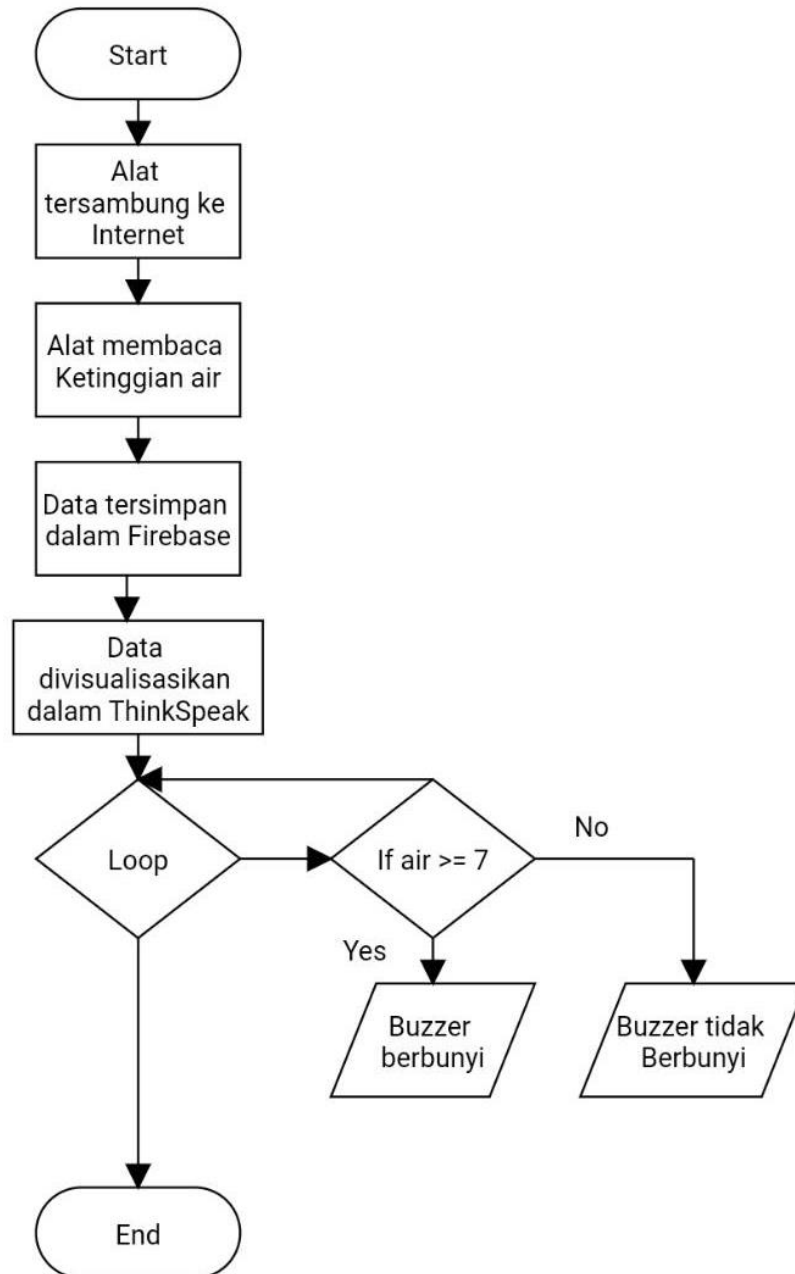 Start
Alat
tersambung ke
Internet
Alat membaca
Ketinggian air
Data tersimpan
dalam Firebase
Data
divisualisasikan
dalam ThinkSpeak
Loop
If air >= 7
No
Yes
Buzzer
berbunyi
Buzzer tidak
Berbunyi
End